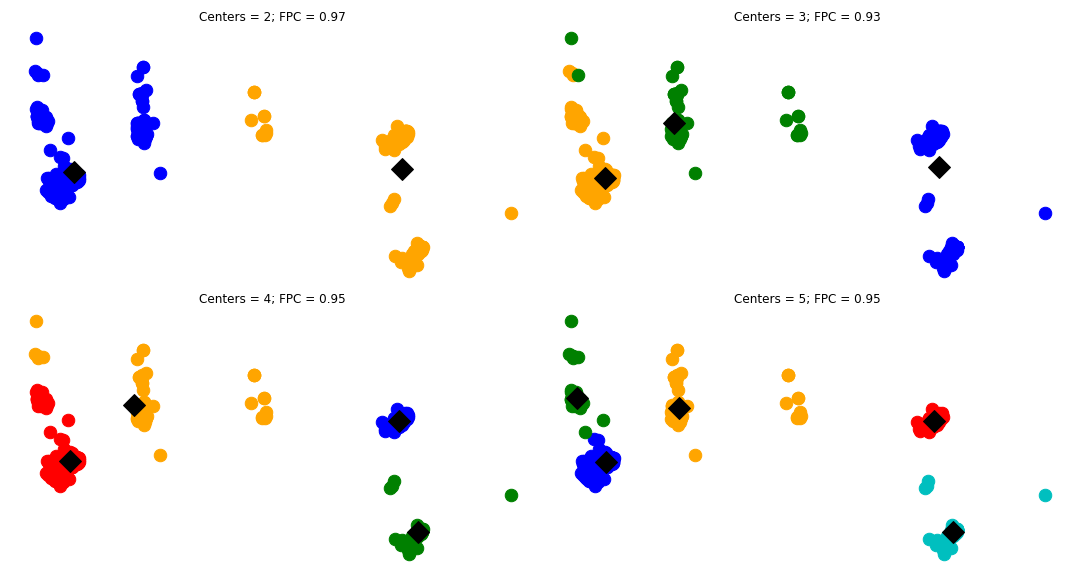 Centers = 2; FPC = 0.97
Centers = 3; FPC = 0.93
Centers = 4; FPC = 0.95
Centers = 5; FPC = 0.95